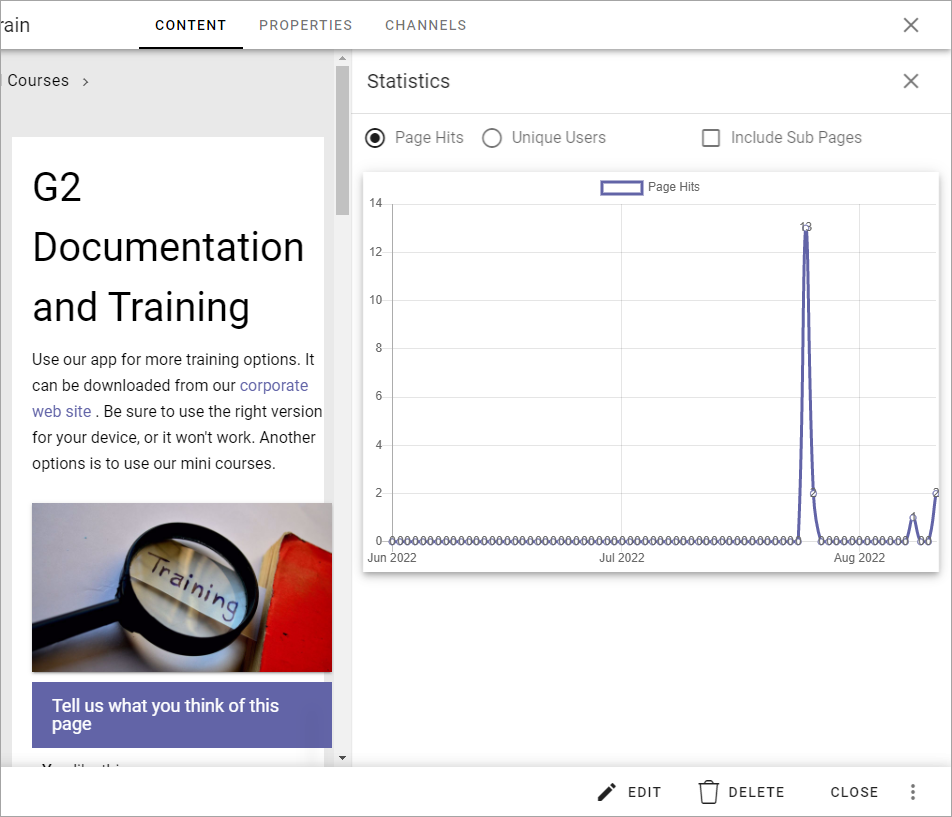 rain
CONTENT
PROPERTIES
CHANNELS
Courses
G2
Documentation
and Training
Use our app for more training options. It
can be downloaded from our corporate
web site . Be sure to use the right version
for your device, or it won't work. Another
options is to use our mini courses.
Training
Tell us what you think of this
page
Statistics
Page Hits
Unique Users
Include Sub Pages
Page Hits
14
12
10
8
6
4
2
0
13
2
1
2
Jun 2022
Jul 2022
Aug 2022
EDIT
DELETE
CLOSE